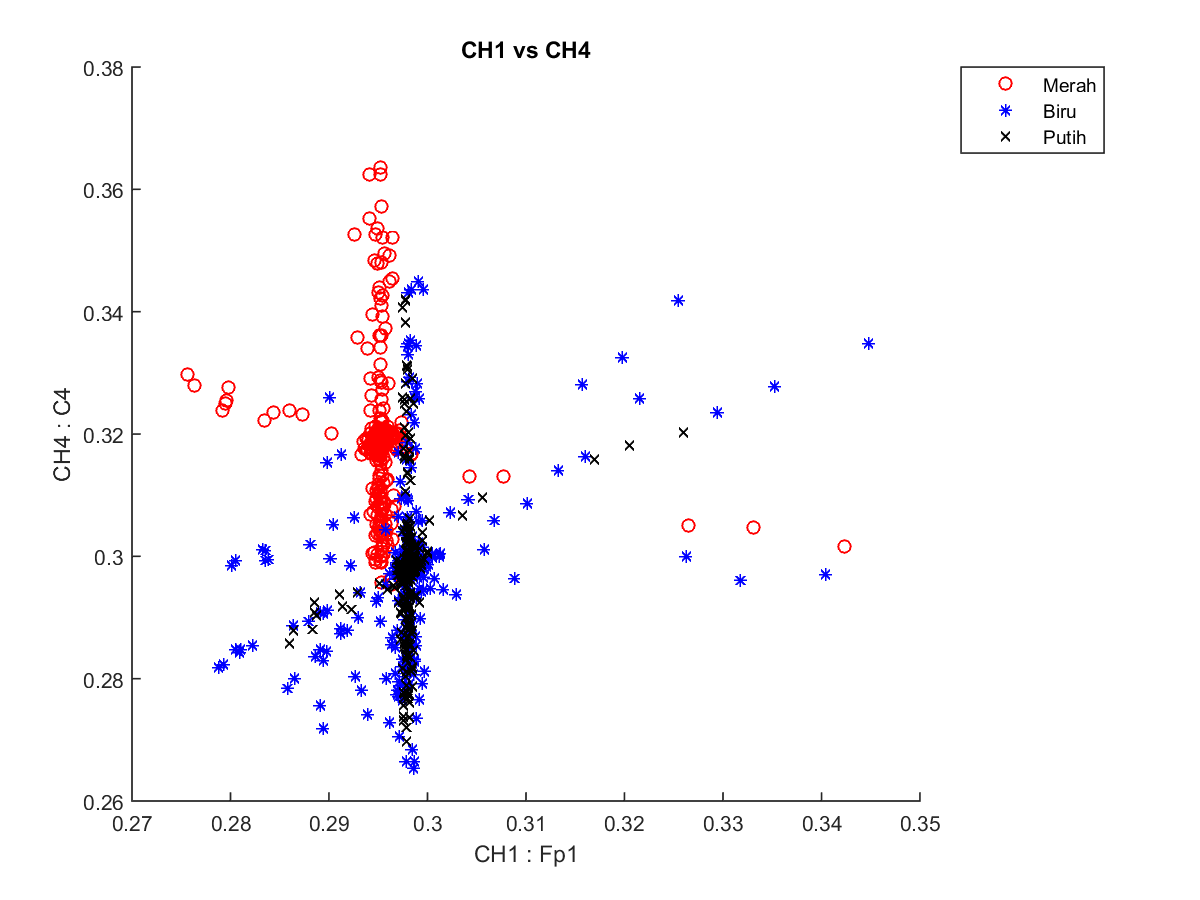 CH1 vs CH4
Merah
Biru
Putih
0.38
0.36
0.34
0.32
0.3
0.28
0.26
CH4 : C4
0.27 0.28 0.29 0.3 0.31 0.32 0.33 0.34 0.35
CH1 : Fp1